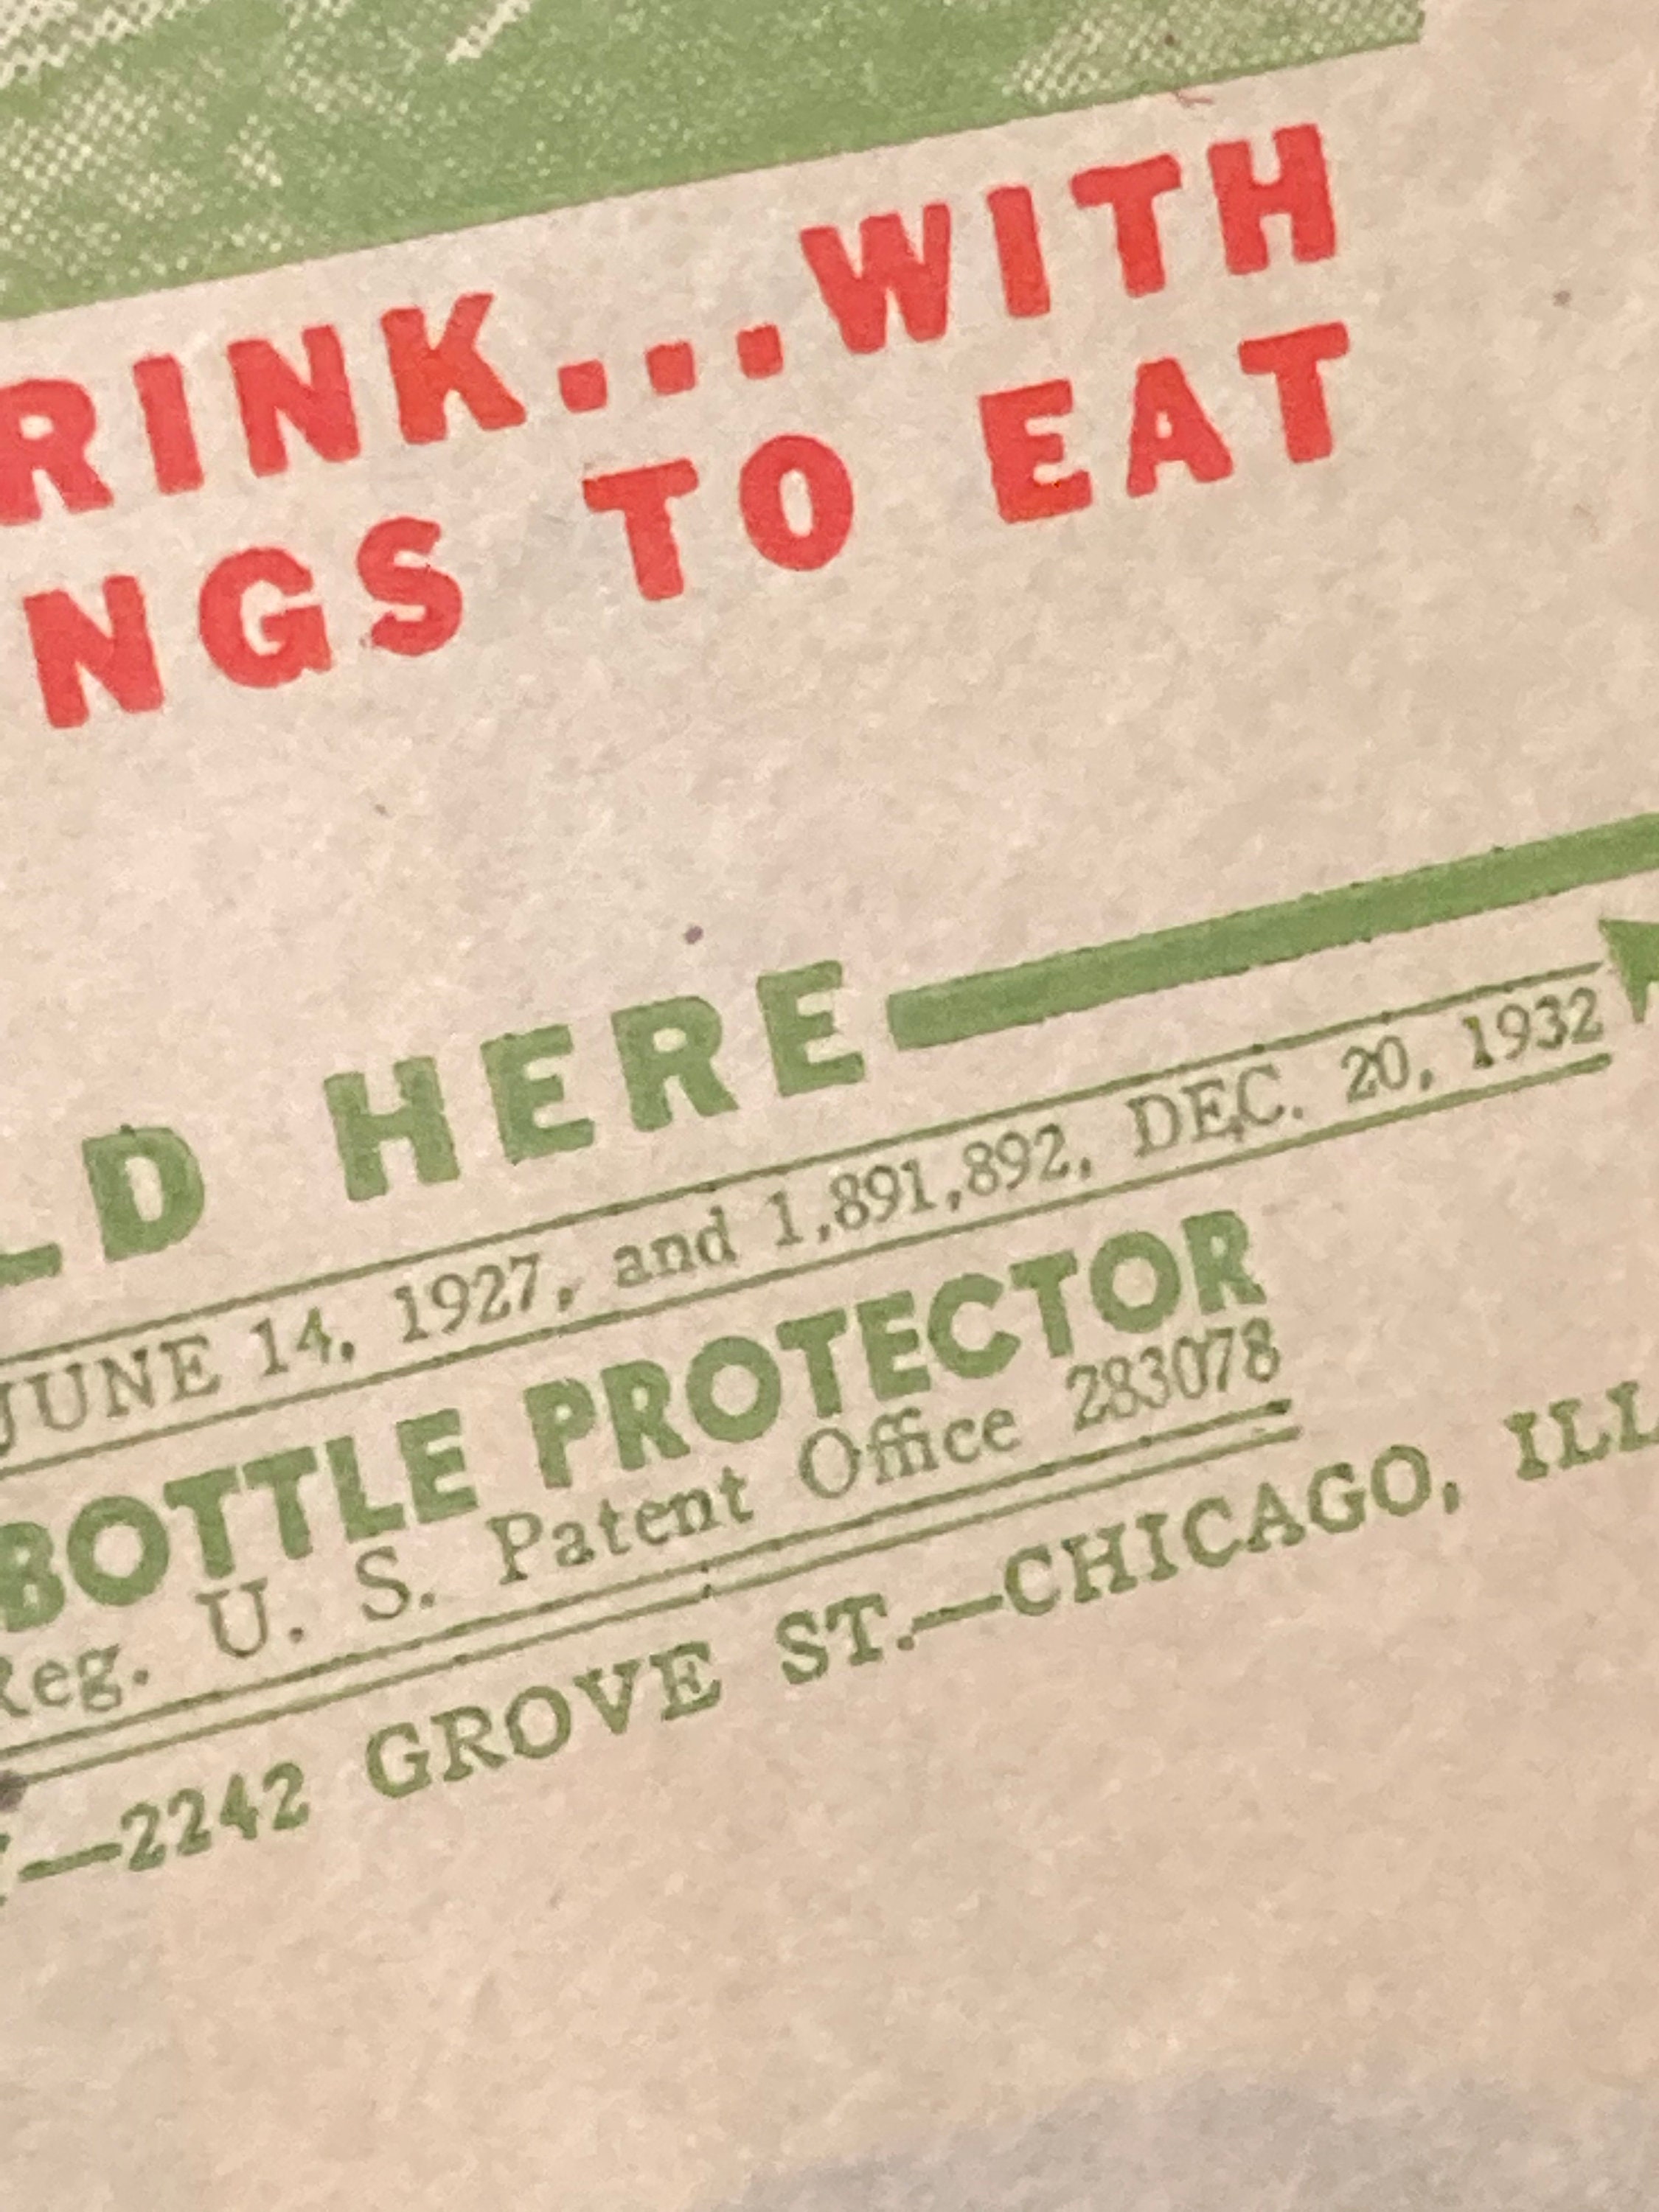 RINK...WITH
NGS TO EAT
LD HERE
JUNE 14, 1927, and 1,891,892, DEC. 20, 1932
BOTTLE PROTECTOR
Reg. U. S. Patent Office 283078
—2242 GROVE ST.—CHICAGO, ILL